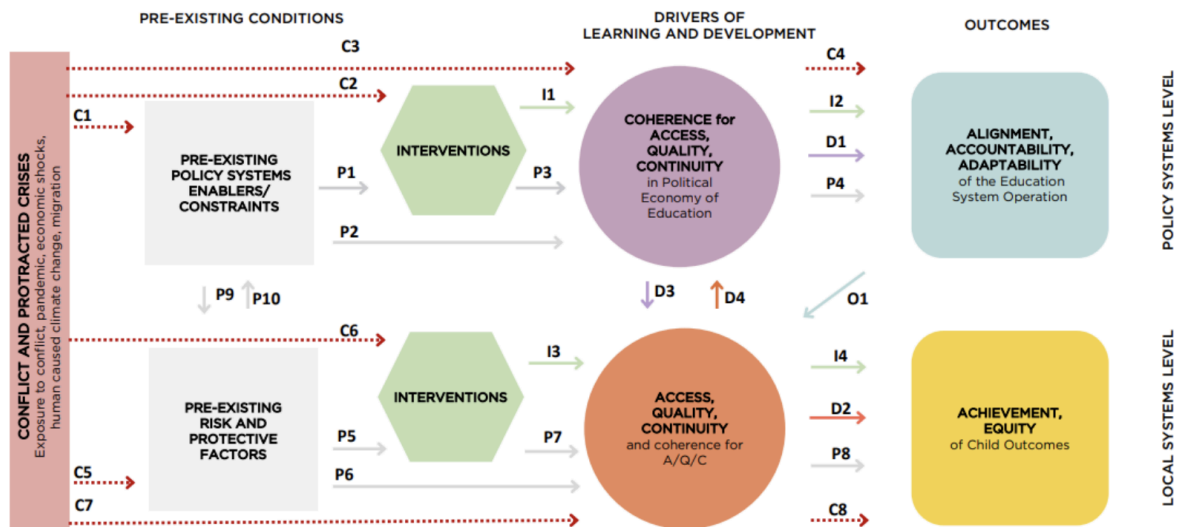 PRE-EXISTING CONDITIONS
DRIVERS OF
LEARNING AND DEVELOPMENT
OUTCOMES
CONFLICT AND PROTRACTED CRISES
Exposure to conflict, pandemic, economic shocks,
human caused climate change, migration
C3
C4
C2
C1
PRE-EXISTING
POLICY SYSTEMS
ENABLERS/
CONSTRAINTS
P1
P2
INTERVENTIONS
I1
P3
COHERENCE for
ACCESS,
QUALITY,
CONTINUITY
in Political
Economy of
Education
I2
D1
P4
ALIGNMENT,
ACCOUNTABILITY,
ADAPTABILITY
of the Education
System Operation
POLICY SYSTEMS LEVEL
P9
P10
D3
D4
O1
C6
PRE-EXISTING
RISK AND
PROTECTIVE
FACTORS
P5
P6
INTERVENTIONS
I3
P7
ACCESS,
QUALITY,
CONTINUITY
and coherence for
A/Q/C
I4
D2
P8
ACHIEVEMENT,
EQUITY
of Child Outcomes
LOCAL SYSTEMS LEVEL
C5
C7
C8